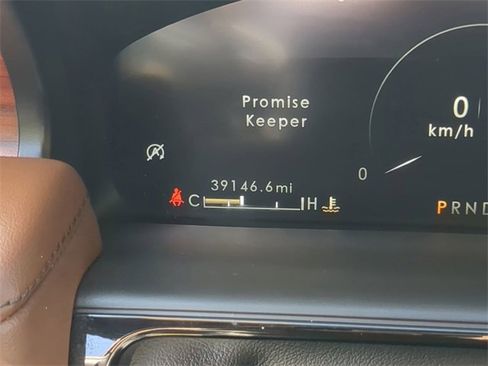 Promise
Keeper
0
km/h
0
39146.6mi
C H
PRND